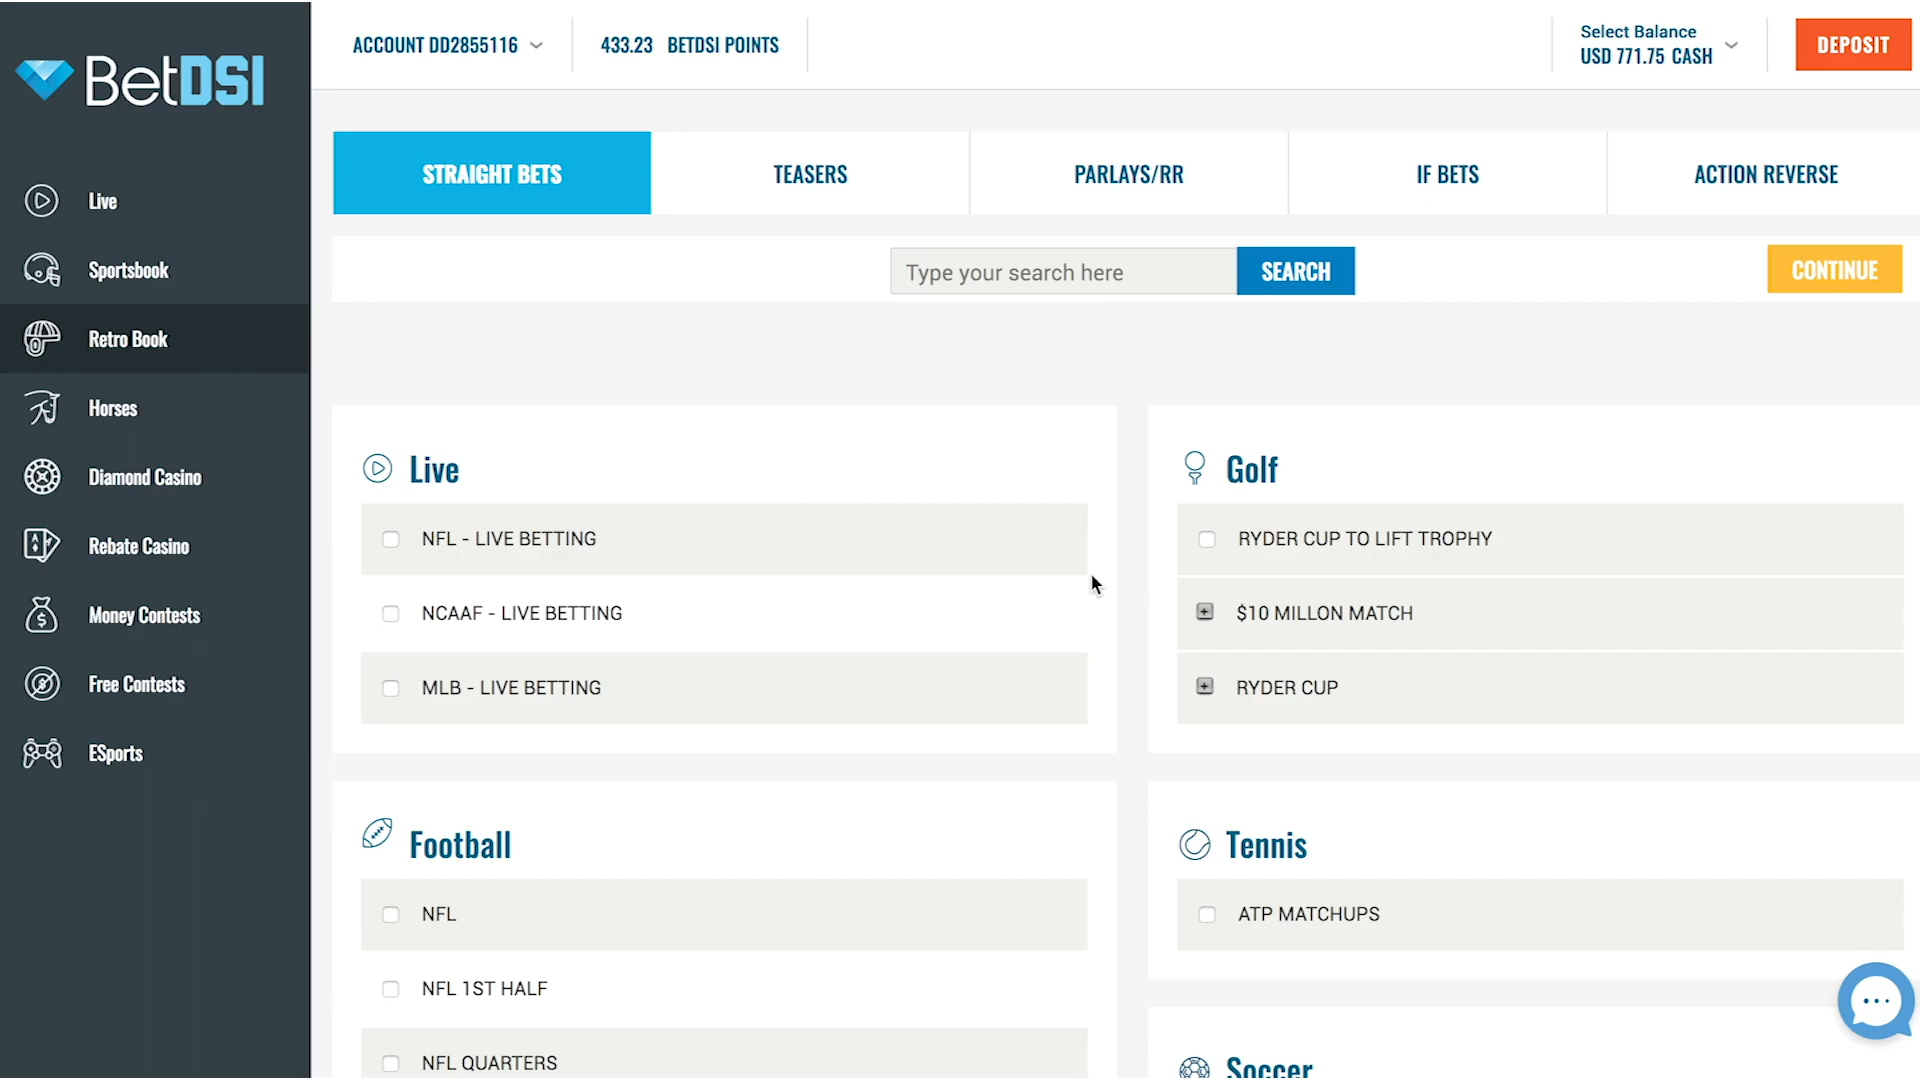 BetDSI
ACCOUNT DD2855116
433.23 BETDSI POINTS
Select Balance
USD 771.75 CASH
DEPOSIT
Live
Sportsbook
Retro Book
Horses
Diamond Casino
Rebate Casino
Money Contests
Free Contests
ESports
STRAIGHT BETS
TEASERS
PARLAYS/RR
IF BETS
ACTION REVERSE
Type your search here
SEARCH
CONTINUE
Live
NFL - LIVE BETTING
NCAAF - LIVE BETTING
MLB - LIVE BETTING
Golf
RYDER CUP TO LIFT TROPHY
$10 MILLON MATCH
RYDER CUP
Football
NFL
NFL 1ST HALF
NFL QUARTERS
Tennis
ATP MATCHUPS
Soccer